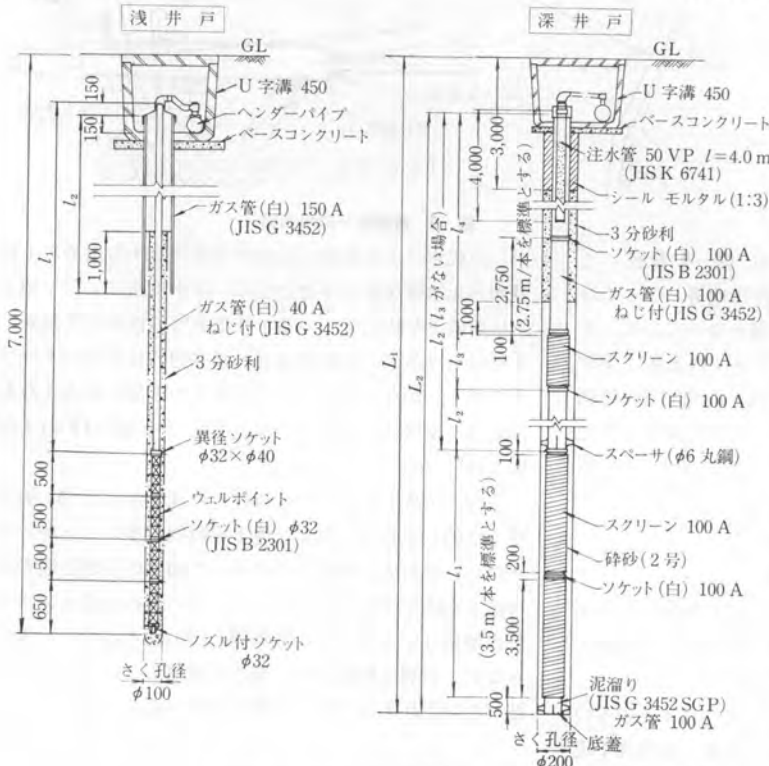 浅井戸
GL
U字溝 450
ヘンダーパイプ
ベースコンクリート
150
150
l2
l1
7,000
1,000
ガス管(白) 150 A
(JIS G 3452)
ガス管(白) 40 A
ねじ付(JIS G 3452)
3分砂利
異径ソケット
φ32×φ40
500
500
500
650
ウェルポイント
ソケット(白) φ32
(JIS B 2301)
ノズル付ソケット
φ32
さく孔径
φ100
深井戸
GL
U字溝 450
ベースコンクリート
3,000
4,000
注水管 50 VP l=4.0 m
(JIS K 6741)
シール モルタル(1:3)
3分砂利
ソケット(白) 100 A
(JIS B 2301)
ガス管(白) 100 A
ねじ付(JIS G 3452)
l4
2,750
(2.75 m/本を標準とする)
1,000
100
l3
l2
(l2 l3 がない場合)
L1
L2
スクリーン 100 A
ソケット(白) 100 A
スペーサ(φ6 丸鋼)
100
スクリーン 100 A
砕砂(2号)
ソケット(白) 100 A
200
l1
(3.5 m/本を標準とする)
3,500
500
泥溜り
(JIS G 3452 SGP)
ガス管 100 A
底蓋
さく孔径
φ200